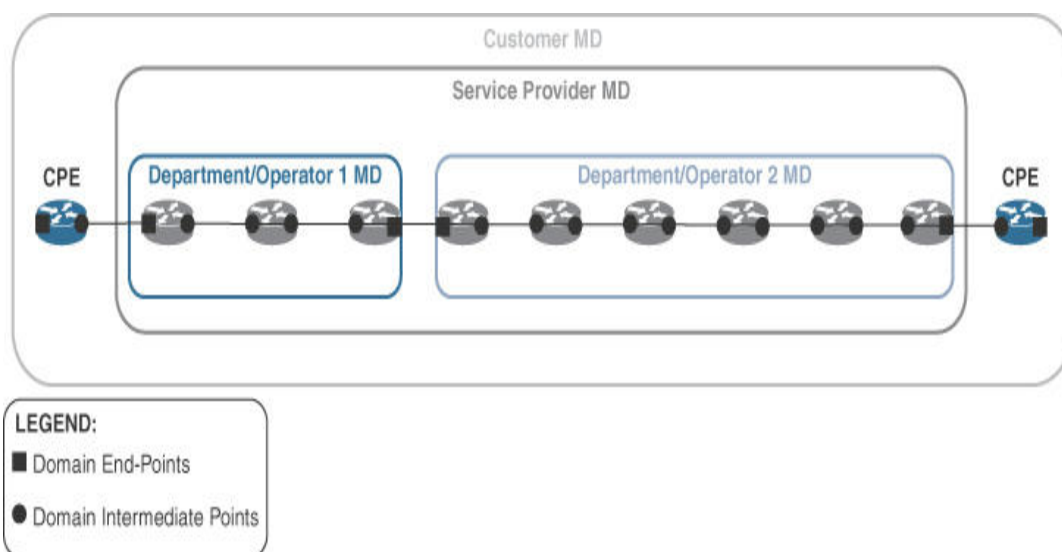 Customer MD
Service Provider MD
Department/Operator 1 MD
Department/Operator 2 MD
CPE
CPE
LEGEND:
Domain End-Points
Domain Intermediate Points